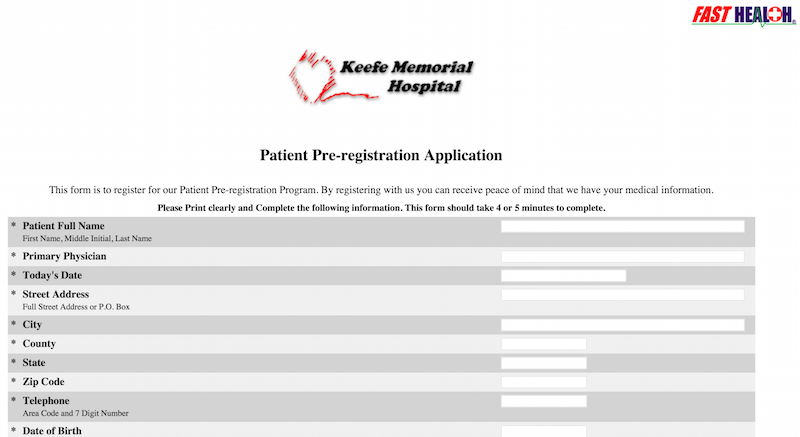 FAST HEALTH
Keefe Memorial
Hospital
Patient Pre-registration Application
This form is to register for our Patient Pre-registration Program. By registering with us you can receive peace of mind that we have your medical information.
Please Print clearly and Complete the following information. This form should take 4 or 5 minutes to complete.
* Patient Full Name
First Name, Middle Initial, Last Name
* Primary Physician
* Today's Date
* Street Address
Full Street Address or P.O. Box
* City
* County
* State
* Zip Code
* Telephone
Area Code and 7 Digit Number
* Date of Birth